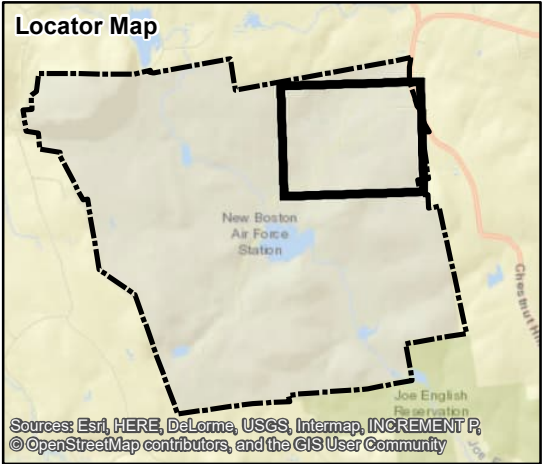 Locator Map
New Boston
Air Force
Station
Chestnut Hi
Joe English
Reservation
Sources: Esri, HERE, DeLorme, USGS, Intermap, INCREMENT P,
© OpenStreetMap contributors, and the GIS User Community